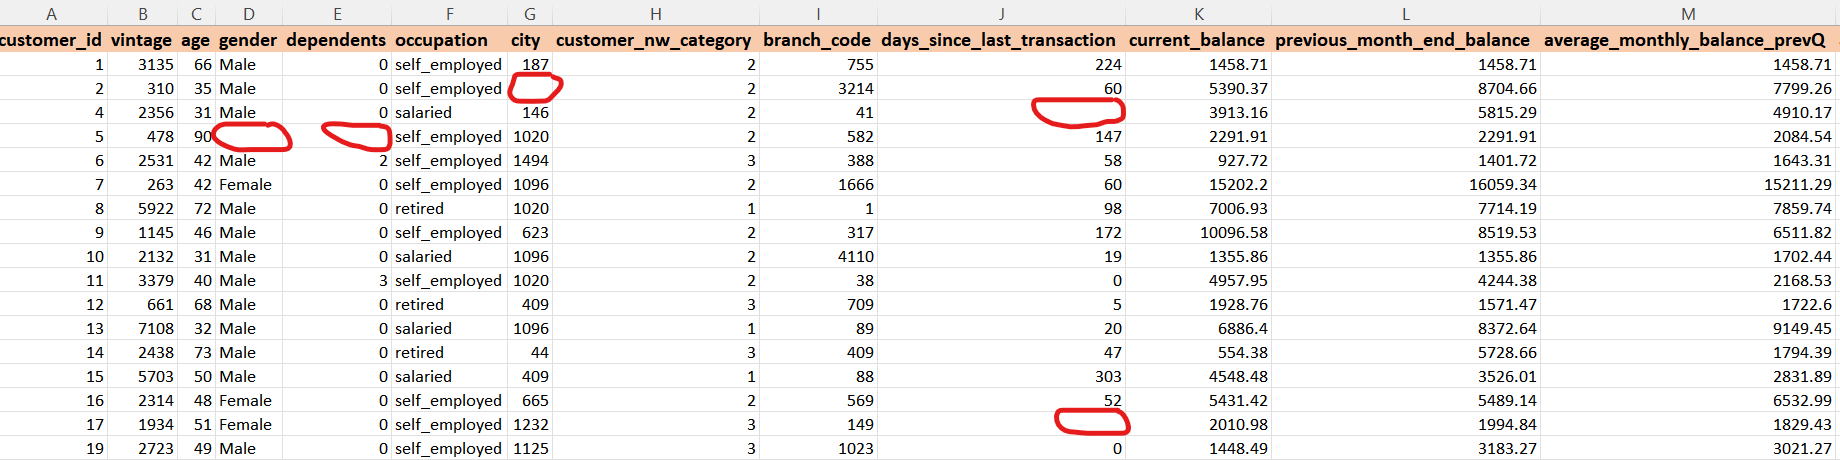 A B C D E F G H I J K L M
customer_id vintage age gender dependents occupation city customer_nw_category branch_code days_since_last_transaction current_balance previous_month_end_balance average_monthly_balance_prevQ
1 3135 66 Male 0 self_employed 187 2 755 224 1458.71 1458.71 1458.71
2 310 35 Male 0 self_employed 2 3214 60 5390.37 8704.66 7799.26
4 2356 31 Male 0 salaried 146 2 41 3913.16 5815.29 4910.17
5 478 90 self_employed 1020 2 582 147 2291.91 2291.91 2084.54
6 2531 42 Male 2 self_employed 1494 3 388 58 927.72 1401.72 1643.31
7 263 42 Female 0 self_employed 1096 2 1666 60 15202.2 16059.34 15211.29
8 5922 72 Male 0 retired 1020 1 1 98 7006.93 7714.19 7859.74
9 1145 46 Male 0 self_employed 623 2 317 172 10096.58 8519.53 6511.82
10 2132 31 Male 0 salaried 1096 2 4110 19 1355.86 1355.86 1702.44
11 3379 40 Male 3 self_employed 1020 2 38 0 4957.95 4244.38 2168.53
12 661 68 Male 0 retired 409 3 709 5 1928.76 1571.47 1722.6
13 7108 32 Male 0 salaried 1096 1 89 20 6886.4 8372.64 9149.45
14 2438 73 Male 0 retired 44 3 409 47 554.38 5728.66 1794.39
15 5703 50 Male 0 salaried 409 1 88 303 4548.48 3526.01 2831.89
16 2314 48 Female 0 self_employed 665 2 569 52 5431.42 5489.14 6532.99
17 1934 51 Female 0 self_employed 1232 3 149 2010.98 1994.84 1829.43
19 2723 49 Male 0 self_employed 1125 3 1023 0 1448.49 3183.27 3021.27